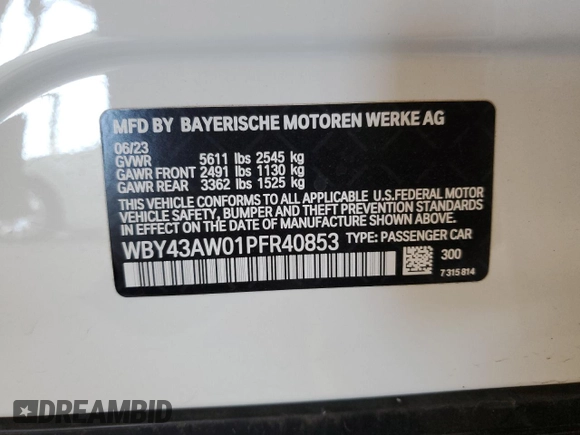 MFD BY BAYERISCHE MOTOREN WERKE AG
06/23
GVWR 5611 lbs 2545 kg
GAWR FRONT 2491 lbs 1130 kg
GAWR REAR 3362 lbs 1525 kg
THIS VEHICLE CONFORMS TO ALL APPLICABLE U.S.FEDERAL MOTOR
VEHICLE SAFETY, BUMPER AND THEFT PREVENTION STANDARDS
IN EFFECT ON THE DATE OF MANUFACTURE SHOWN ABOVE.
WBY43AW01PFR40853 TYPE: PASSENGER CAR
300
7 315 814
DREAMBID